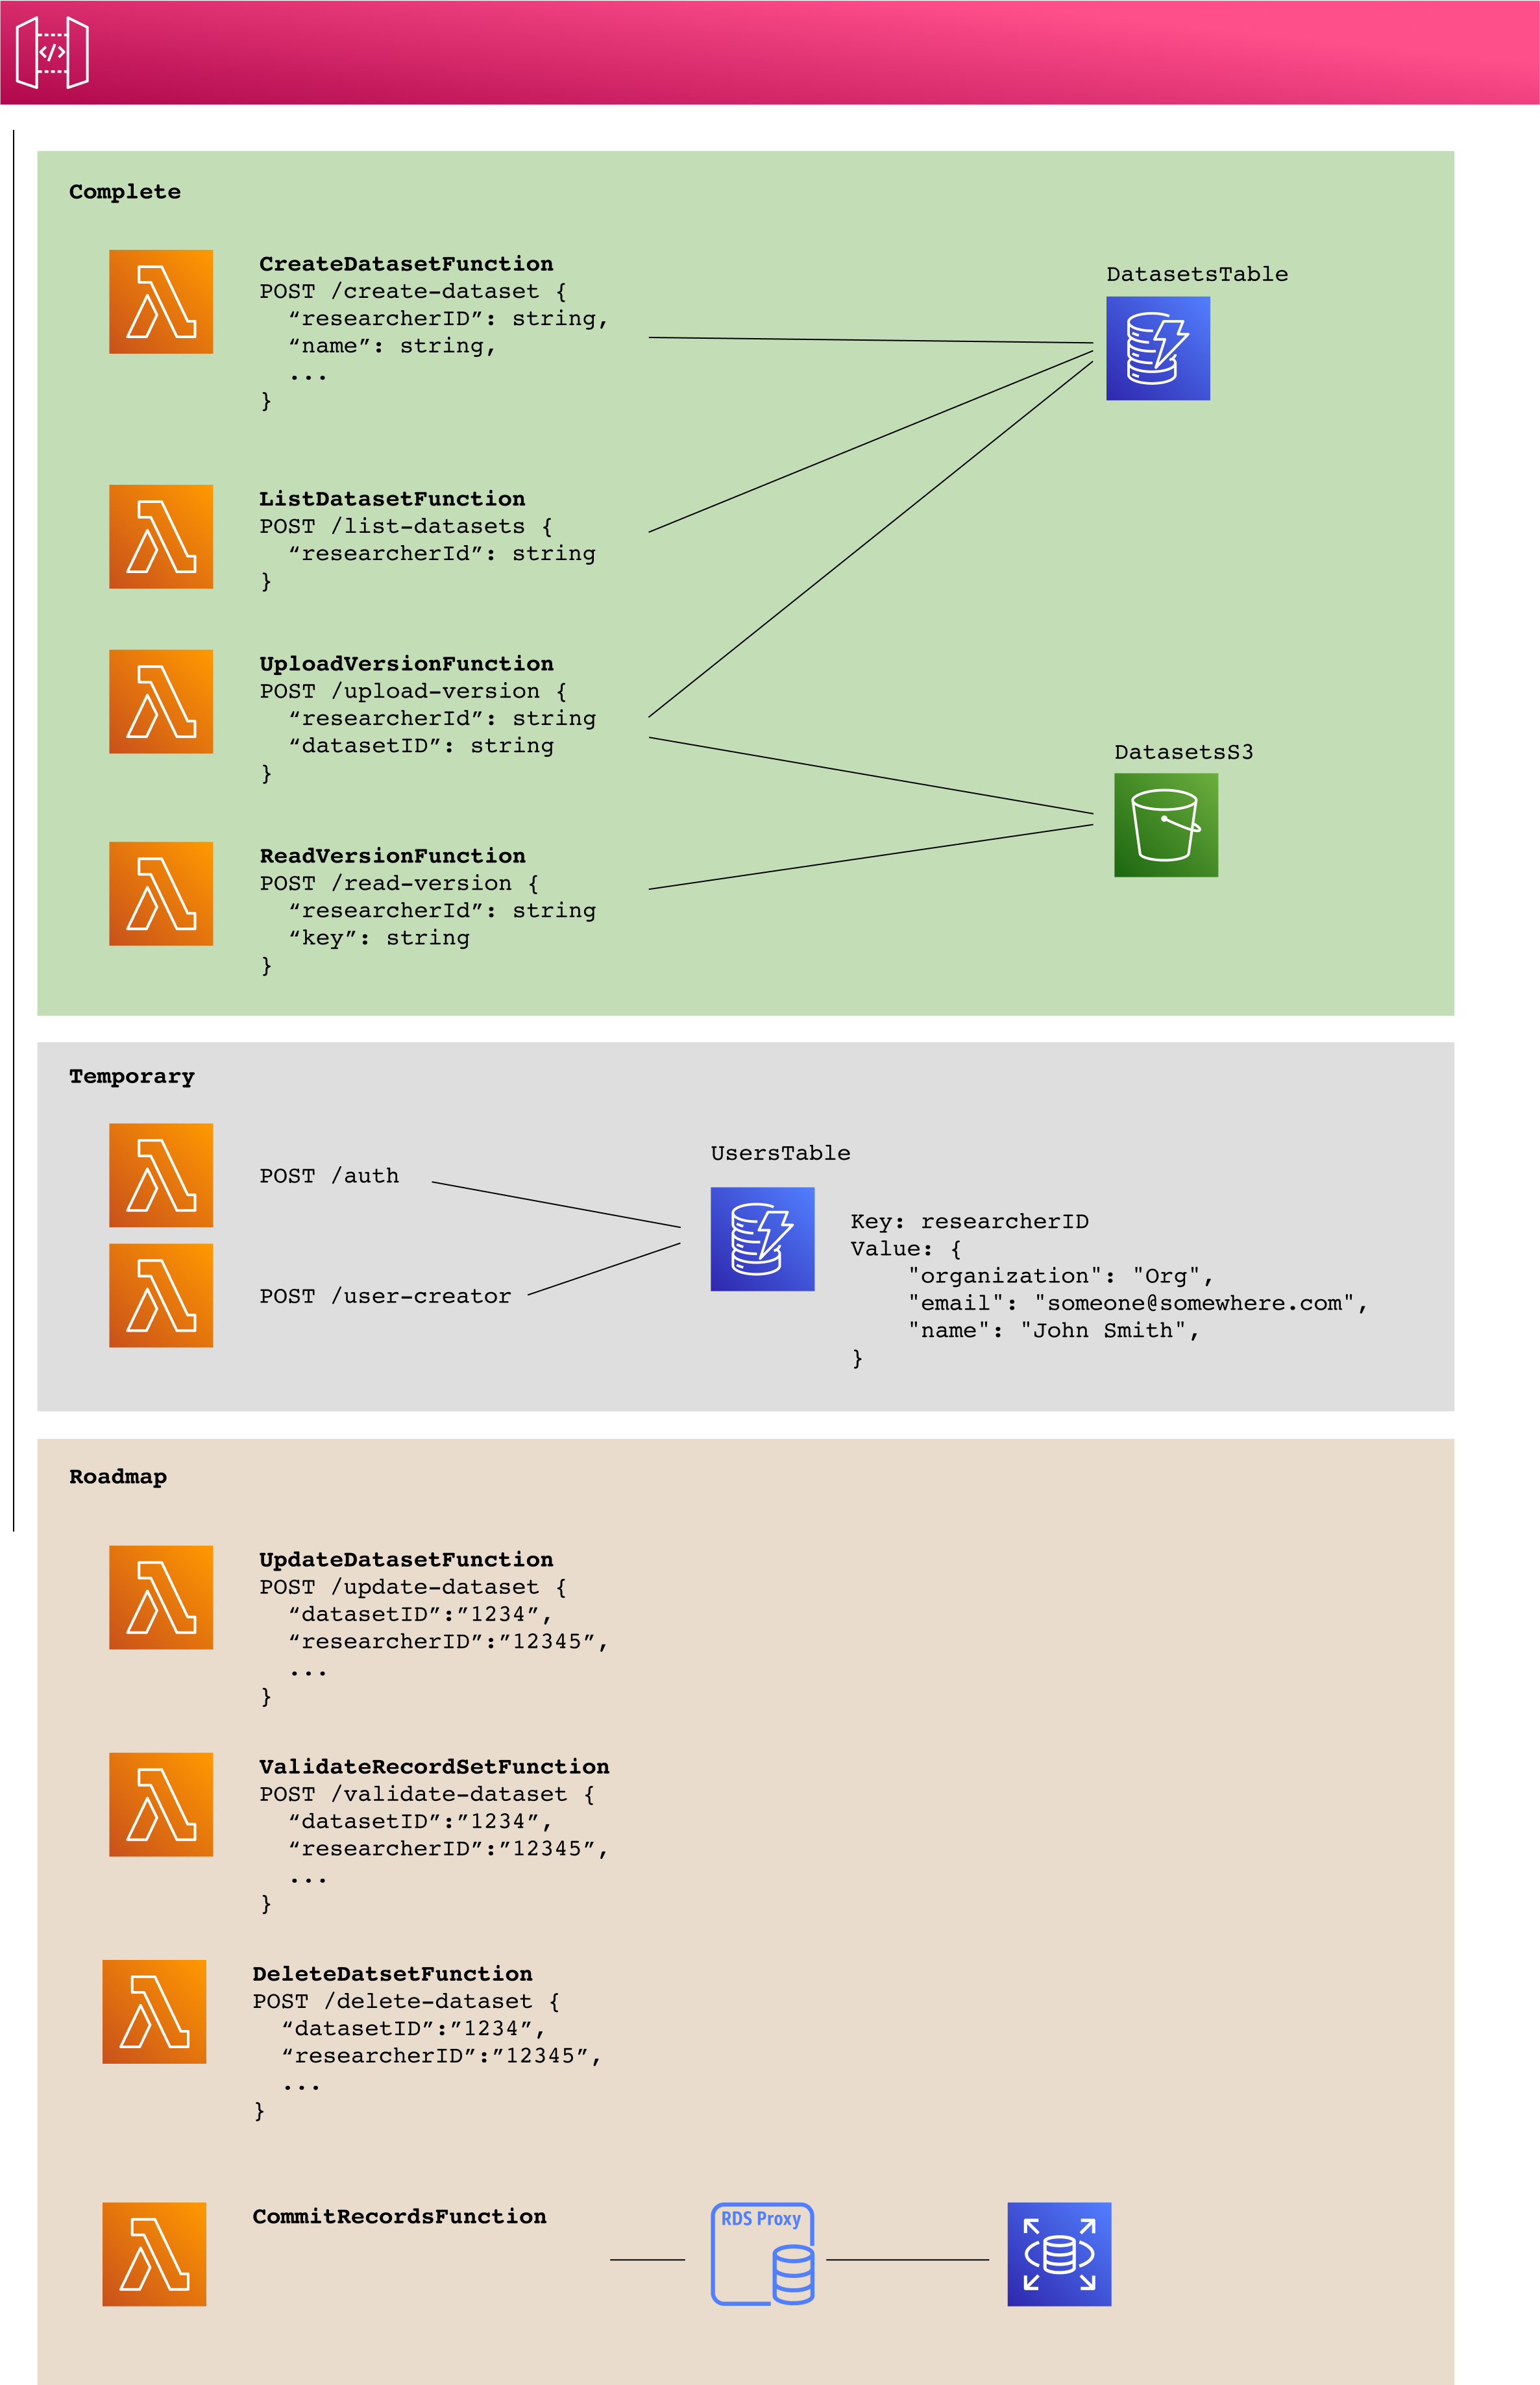 Complete
CreateDatasetFunction
POST /create-dataset {
“researcherID”: string,
“name”: string,
...
}
DatasetsTable
ListDatasetFunction
POST /list-datasets {
“researcherId”: string
}
UploadVersionFunction
POST /upload-version {
“researcherId”: string
“datasetID”: string
}
DatasetsS3
ReadVersionFunction
POST /read-version {
“researcherId”: string
“key”: string
}
Temporary
POST /auth
POST /user-creator
UsersTable
Key: researcherID
Value: {
"organization": "Org",
"email": "someone@somewhere.com",
"name": "John Smith",
}
Roadmap
UpdateDatasetFunction
POST /update-dataset {
“datasetID”:”1234”,
“researcherID”:”12345”,
...
}
ValidateRecordSetFunction
POST /validate-dataset {
“datasetID”:”1234”,
“researcherID”:”12345”,
...
}
DeleteDatsetFunction
POST /delete-dataset {
“datasetID”:”1234”,
“researcherID”:”12345”,
...
}
CommitRecordsFunction
RDS Proxy